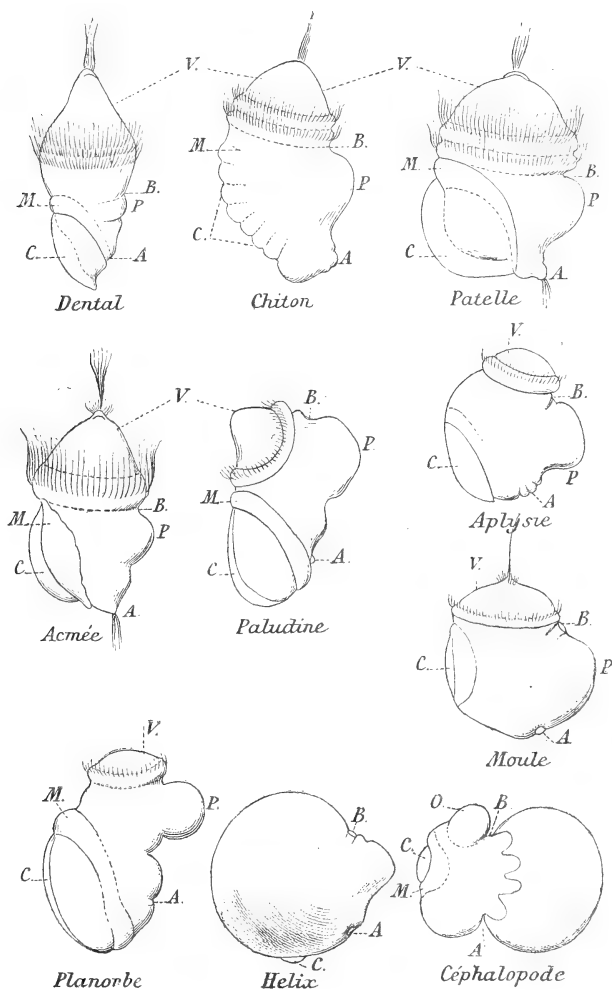 V. V.
M B. M B.
M B. P P
P
C. C.
C A A C A
Dental Chiton Patelle
V.
V. B. B.
P.
C P
M M A
B. Aplysie
P
C C A. V.
A. B.
Acmée Paludine
C P
A
Moule
V.
M. P. B. O. B
C C.
A. M.
A
C. A
Planorbe Helix Céphalopode